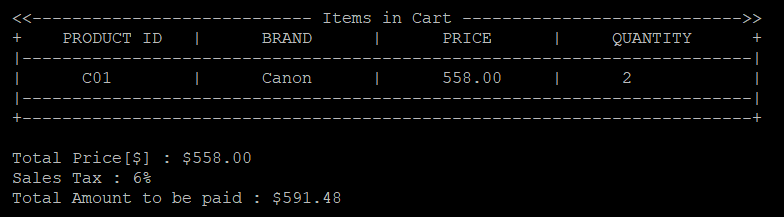 <<---------------------------- Items in Cart ---------------------------->>
+    PRODUCT ID   |      BRAND      |      PRICE      |     QUANTITY      +
|-------------------------------------------------------------------------|
|      C01        |      Canon      |      558.00     |      2            |
|-------------------------------------------------------------------------|
+-------------------------------------------------------------------------+
Total Price[$] : $558.00
Sales Tax : 6%
Total Amount to be paid : $591.48